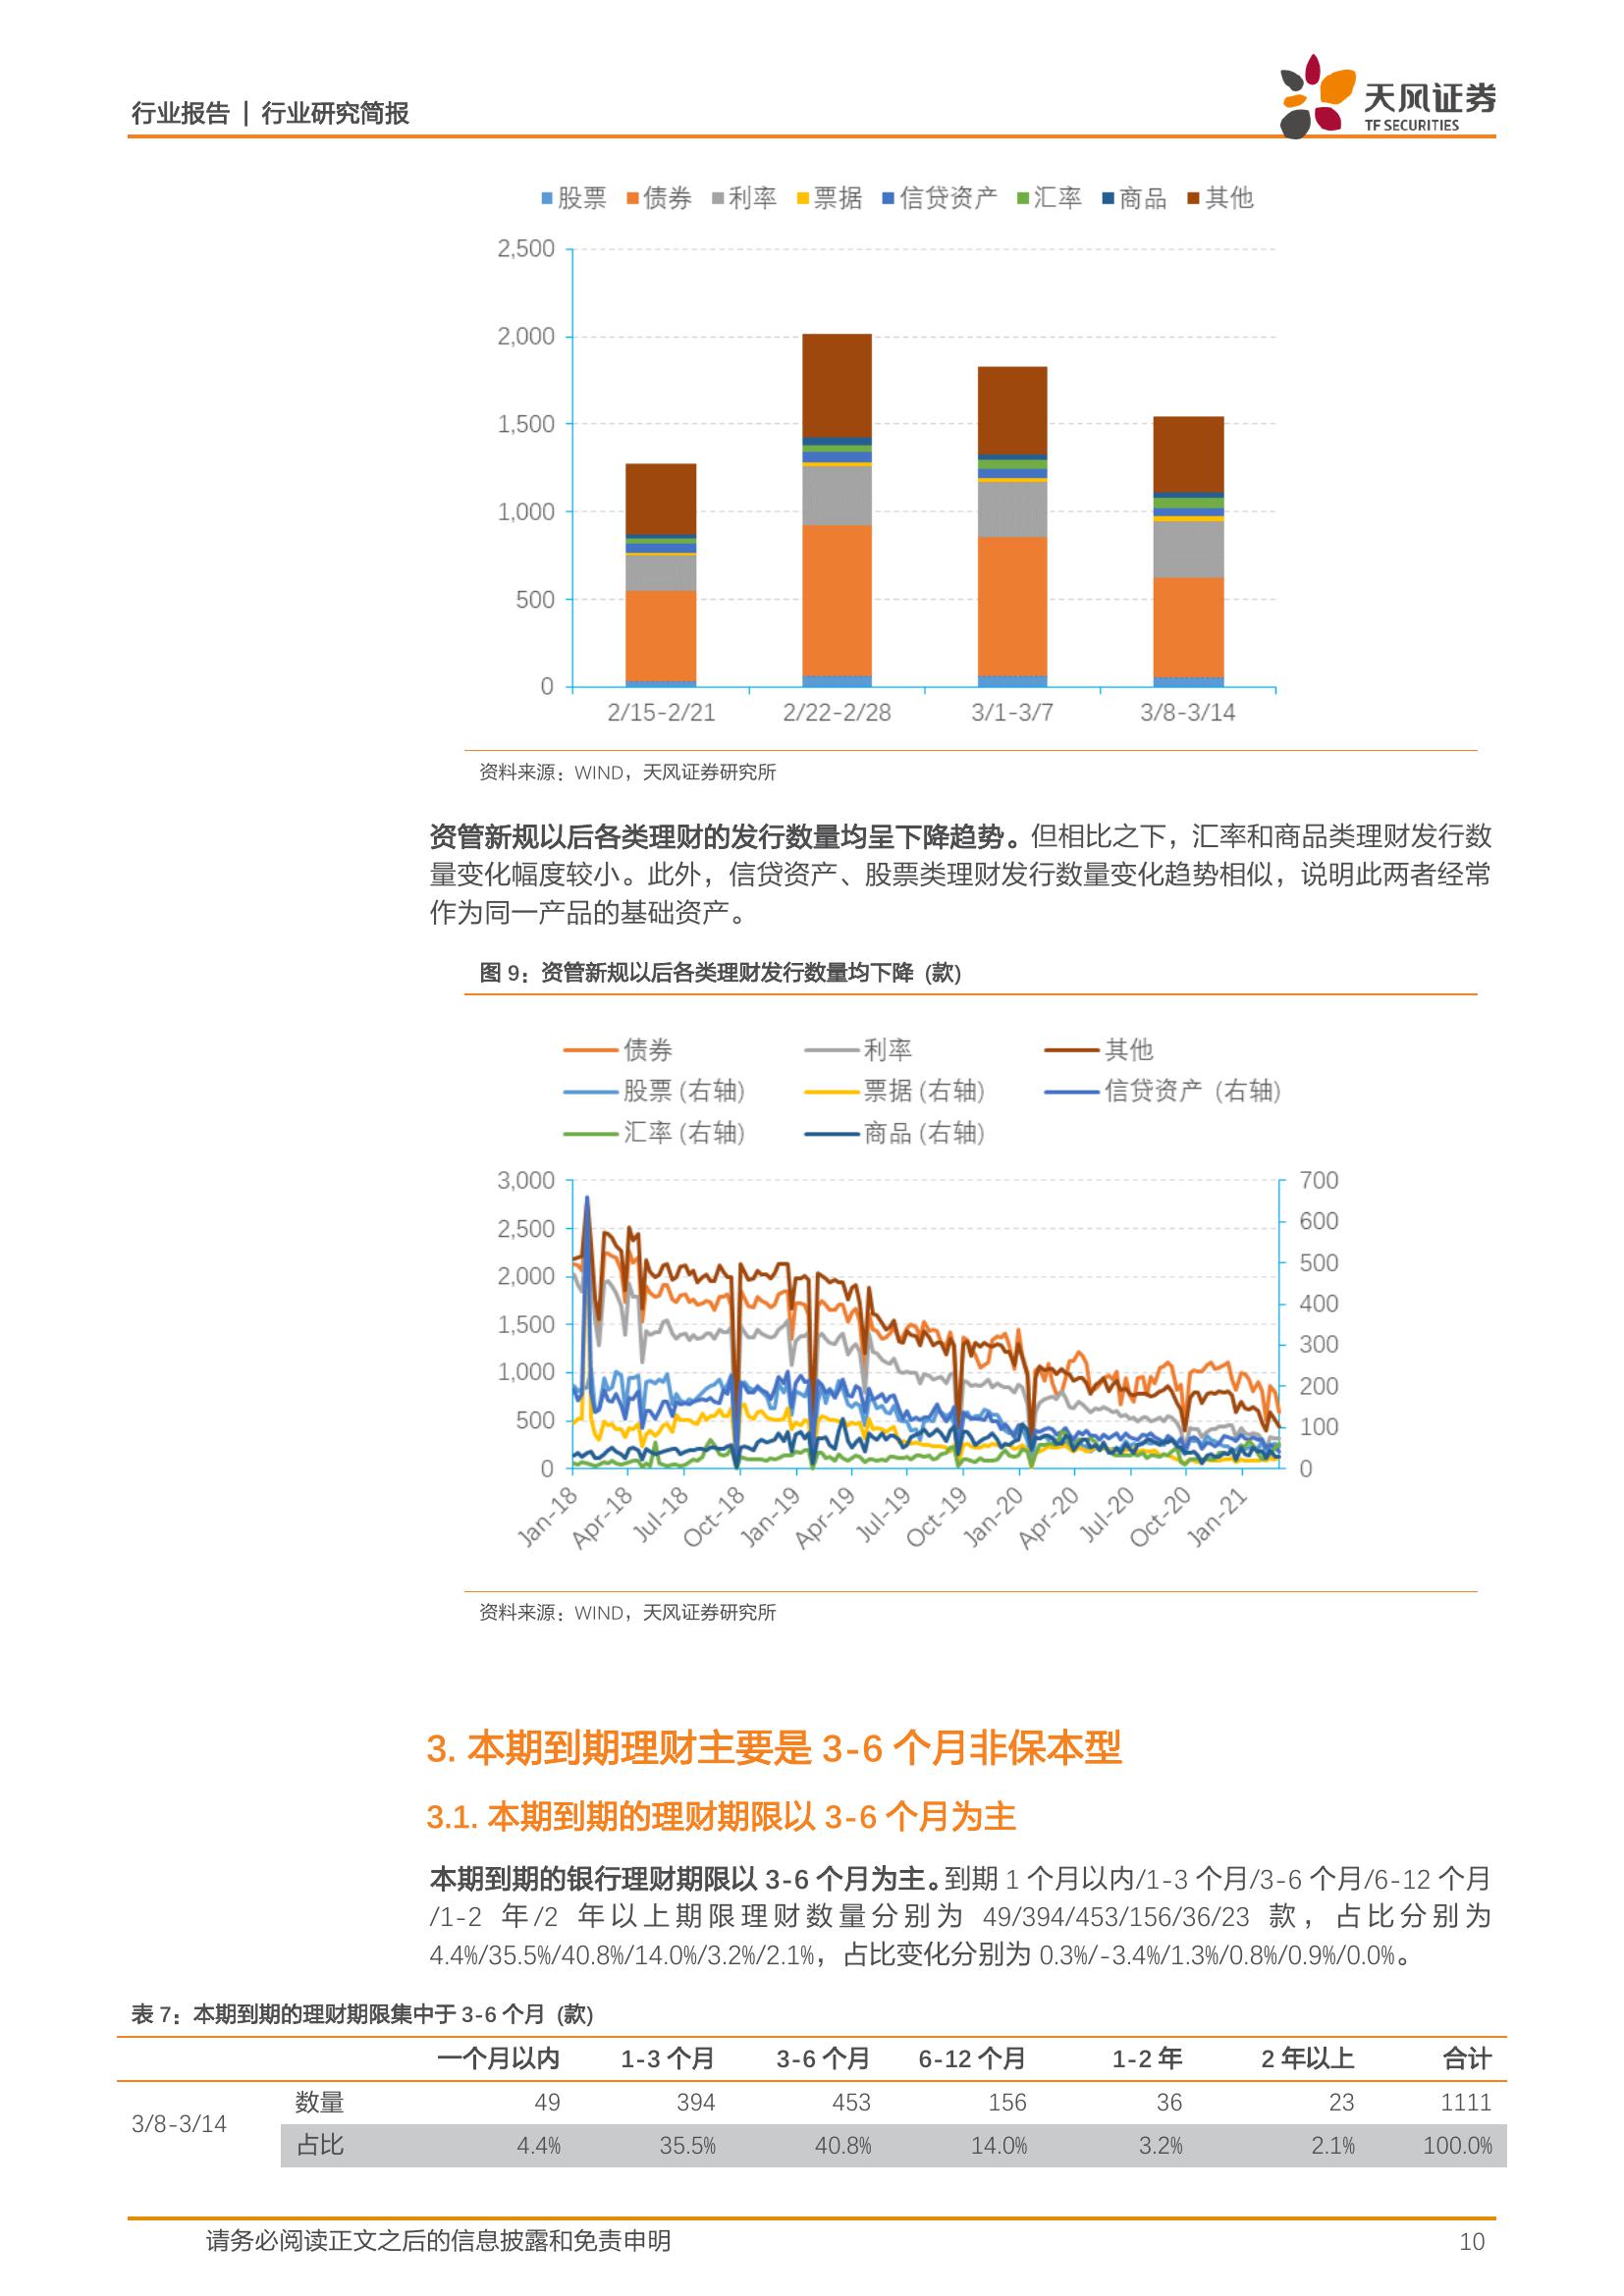 行业报告 | 行业研究简报
天风证券
TF SECURITIES
股票 债券 利率 票据 信贷资产 汇率 商品 其他
2,500
2,000
1,500
1,000
500
0
2/15-2/21 2/22-2/28 3/1-3/7 3/8-3/14
资料来源：WIND，天风证券研究所
资管新规以后各类理财的发行数量均呈下降趋势。但相比之下，汇率和商品类理财发行数
量变化幅度较小。此外，信贷资产、股票类理财发行数量变化趋势相似，说明此两者经常
作为同一产品的基础资产。
图 9：资管新规以后各类理财发行数量均下降 (款)
债券 利率 其他
股票 (右轴) 票据 (右轴) 信贷资产 (右轴)
汇率 (右轴) 商品 (右轴)
3,000 700
2,500 600
2,000 500
1,500 400
1,000 300
500 200
0 100
0
Jan-18 Apr-18 Jul-18 Oct-18 Jan-19 Apr-19 Jul-19 Oct-19 Jan-20 Apr-20 Jul-20 Oct-20 Jan-21
资料来源：WIND，天风证券研究所
3. 本期到期理财主要是 3-6 个月非保本型
3.1. 本期到期的理财期限以 3-6 个月为主
本期到期的银行理财期限以 3-6 个月为主。到期 1 个月以内/1-3 个月/3-6 个月/6-12 个月
/1-2 年/2 年以上期限理财数量分别为 49/394/453/156/36/23 款，占比分别为
4.4%/35.5%/40.8%/14.0%/3.2%/2.1%，占比变化分别为 0.3%/-3.4%/1.3%/0.8%/0.9%/0.0%。
表 7：本期到期的理财期限集中于 3-6 个月 (款)
一个月以内 1-3 个月 3-6 个月 6-12 个月 1-2 年 2 年以上 合计
3/8-3/14
数量 49 394 453 156 36 23 1111
占比 4.4% 35.5% 40.8% 14.0% 3.2% 2.1% 100.0%
请务必阅读正文之后的信息披露和免责申明 10